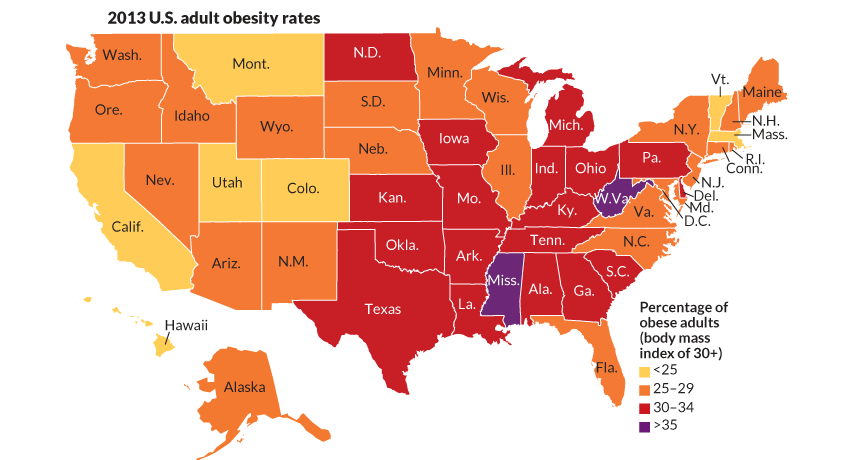 2013 U.S. adult obesity rates
Wash.
Mont.
N.D.
Minn.
Vt.
Maine
Ore.
Idaho
S.D.
Wis.
Mich.
N.Y.
N.H.
Mass.
Wyo.
Iowa
Neb.
Ill.
Ind.
Ohio
Pa.
R.I.
Conn.
Nev.
Utah
Colo.
Kan.
Mo.
Ky.
W.Va.
Va.
N.J.
Del.
Md.
D.C.
Calif.
Ariz.
N.M.
Okla.
Ark.
Tenn.
N.C.
S.C.
Texas
La.
Miss.
Ala.
Ga.
Fla.
Hawaii
Alaska
Percentage of
obese adults
(body mass
index of 30+)
<25
25–29
30–34
>35